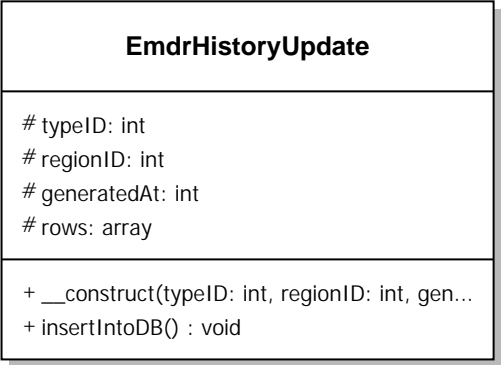 EmdrHistoryUpdate
# typeID: int
# regionID: int
# generatedAt: int
# rows: array
+ __construct(typeID: int, regionID: int, gen...
+ insertIntoDB() : void